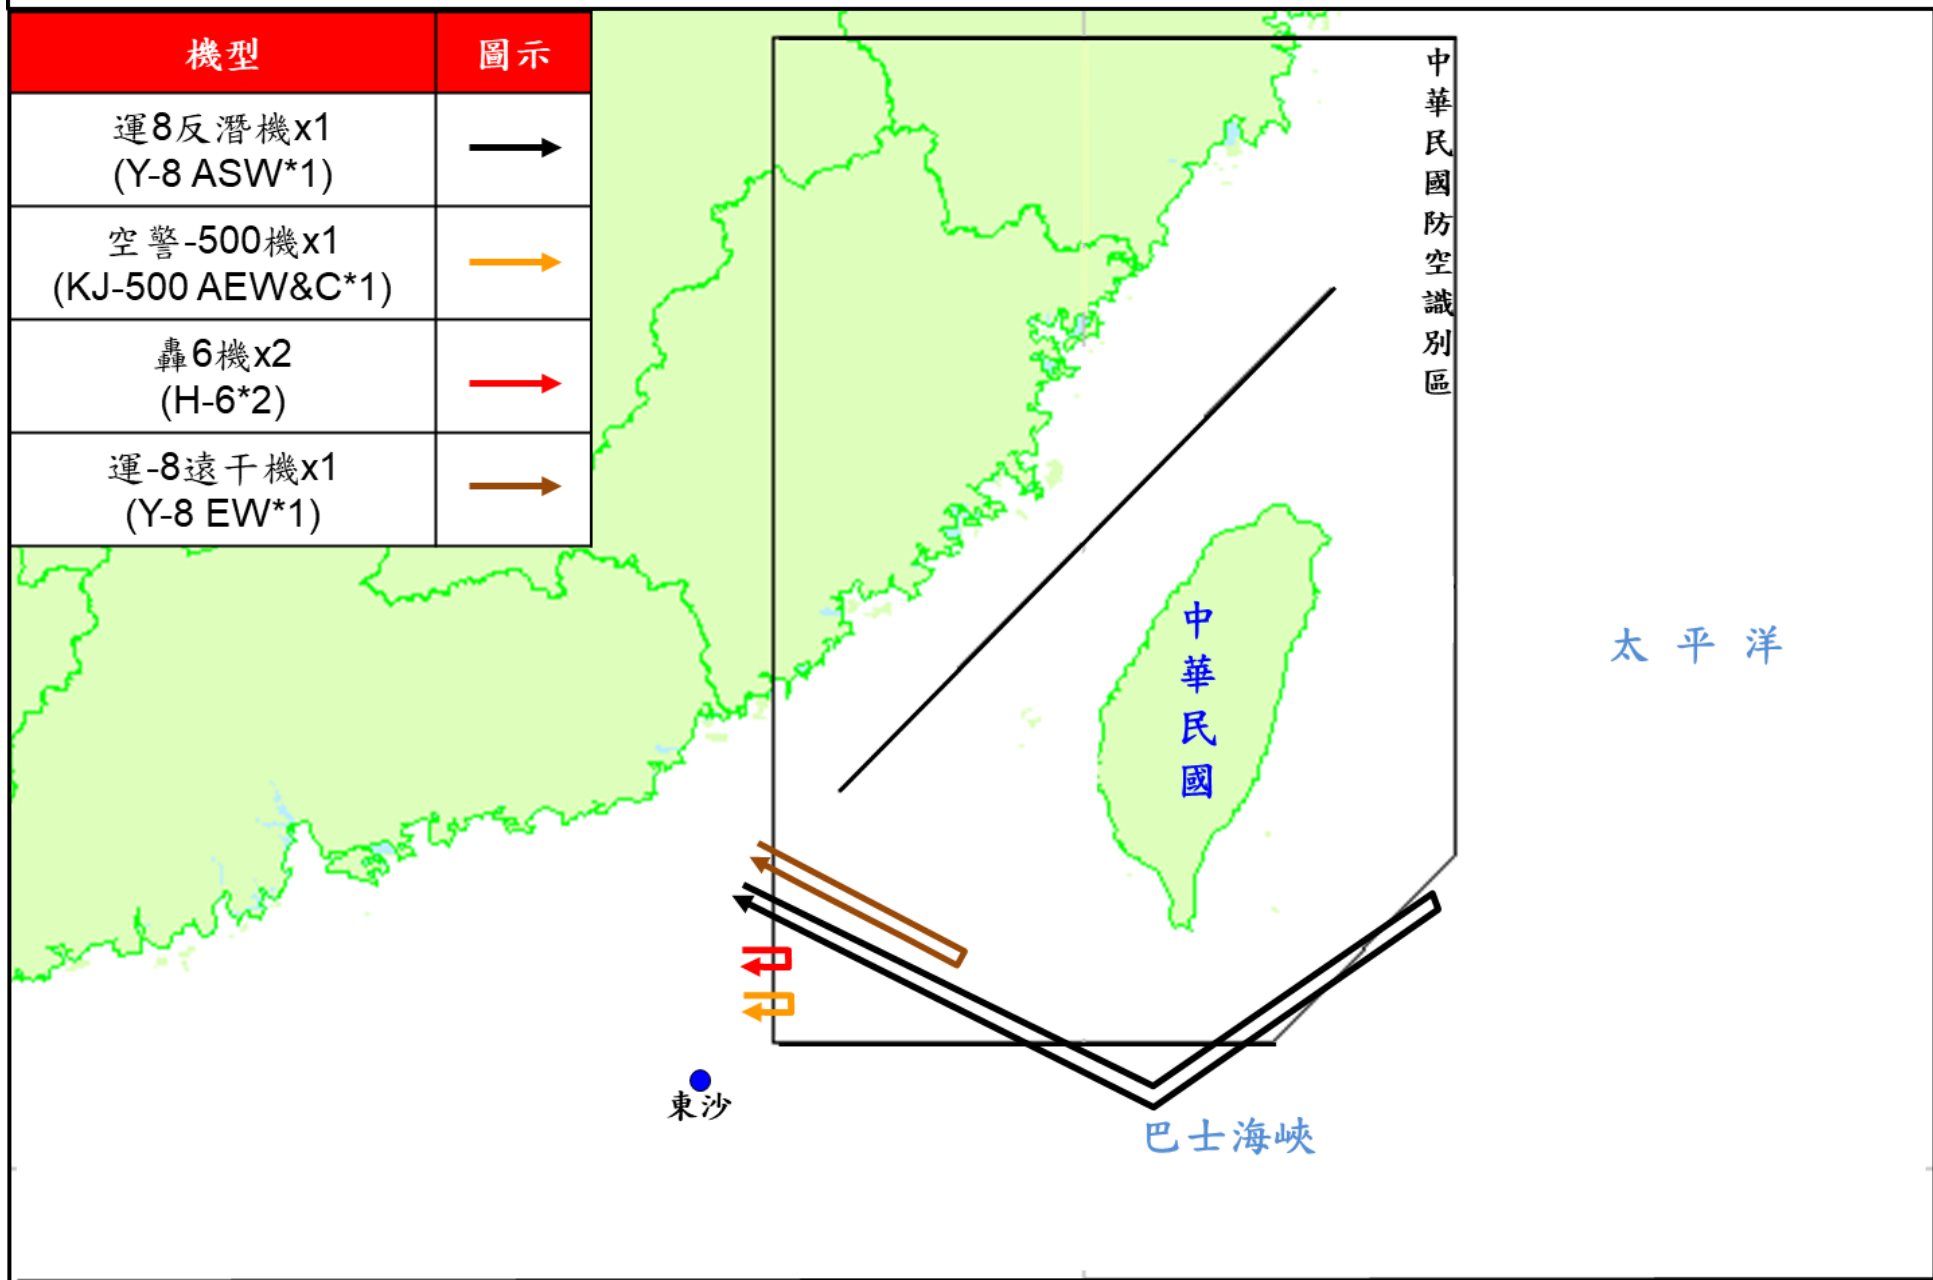 機型
圖示
運8反潛機x1
(Y-8 ASW*1)
空警-500機x1
(KJ-500 AEW&C*1)
轟6機x2
(H-6*2)
運-8遠干機x1
(Y-8 EW*1)
中華民國防空識別區
中華民國
太平洋
東沙
巴士海峽